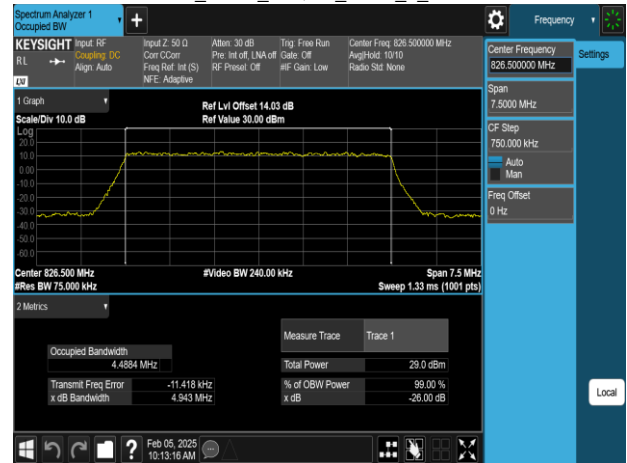 Spectrum Analyzer 1
Occupied BW
Frequency
KEYSIGHT
RL
LXI
Input: RF
Coupling: DC
Align: Auto
Input Z: 50 Ω
Corr CCorr
Freq Ref: Int (S)
NFE: Adaptive
Atten: 30 dB
Pre: Int off, LNA off
RF Presel: Off
Trig: Free Run
Gate: Off
#IF Gain: Low
Center Freq: 826.500000 MHz
Avg|Hold: 10/10
Radio Std: None
Center Frequency
826.500000 MHz
Settings
Span
7.5000 MHz
CF Step
750.000 kHz
Auto
Man
Freq Offset
0 Hz
1 Graph
Scale/Div 10.0 dB
Ref Lvl Offset 14.03 dB
Ref Value 30.00 dBm
Log
20.0
10.0
0.00
-10.0
-20.0
-30.0
-40.0
-50.0
-60.0
Center 826.500 MHz
#Res BW 75.000 kHz
#Video BW 240.00 kHz
Span 7.5 MHz
Sweep 1.33 ms (1001 pts)
2 Metrics
Measure Trace
Trace 1
Occupied Bandwidth
4.4884 MHz
Total Power
29.0 dBm
Transmit Freq Error
-11.418 kHz
% of OBW Power
99.00 %
x dB Bandwidth
4.943 MHz
x dB
-26.00 dB
Local
Feb 05, 2025
10:13:16 AM